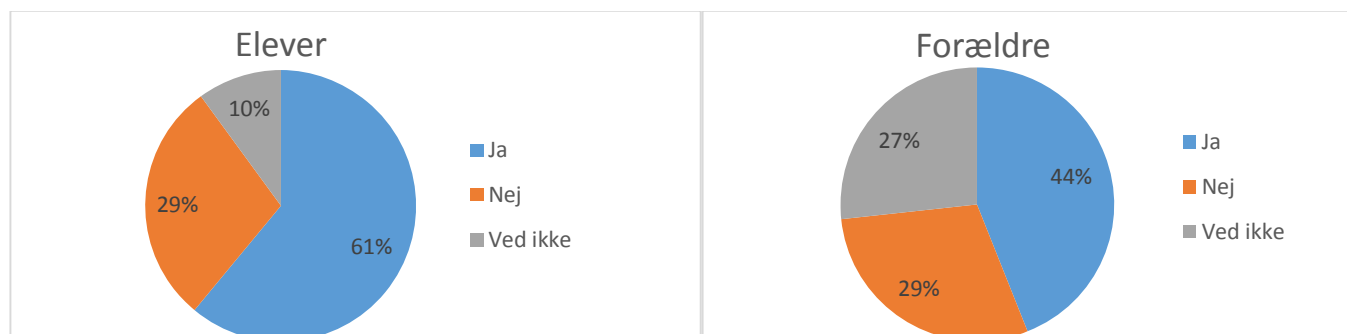 Elever
10%
29%
61%
Ja
Nej
Ved ikke
Forældre
27%
44%
29%
Ja
Nej
Ved ikke